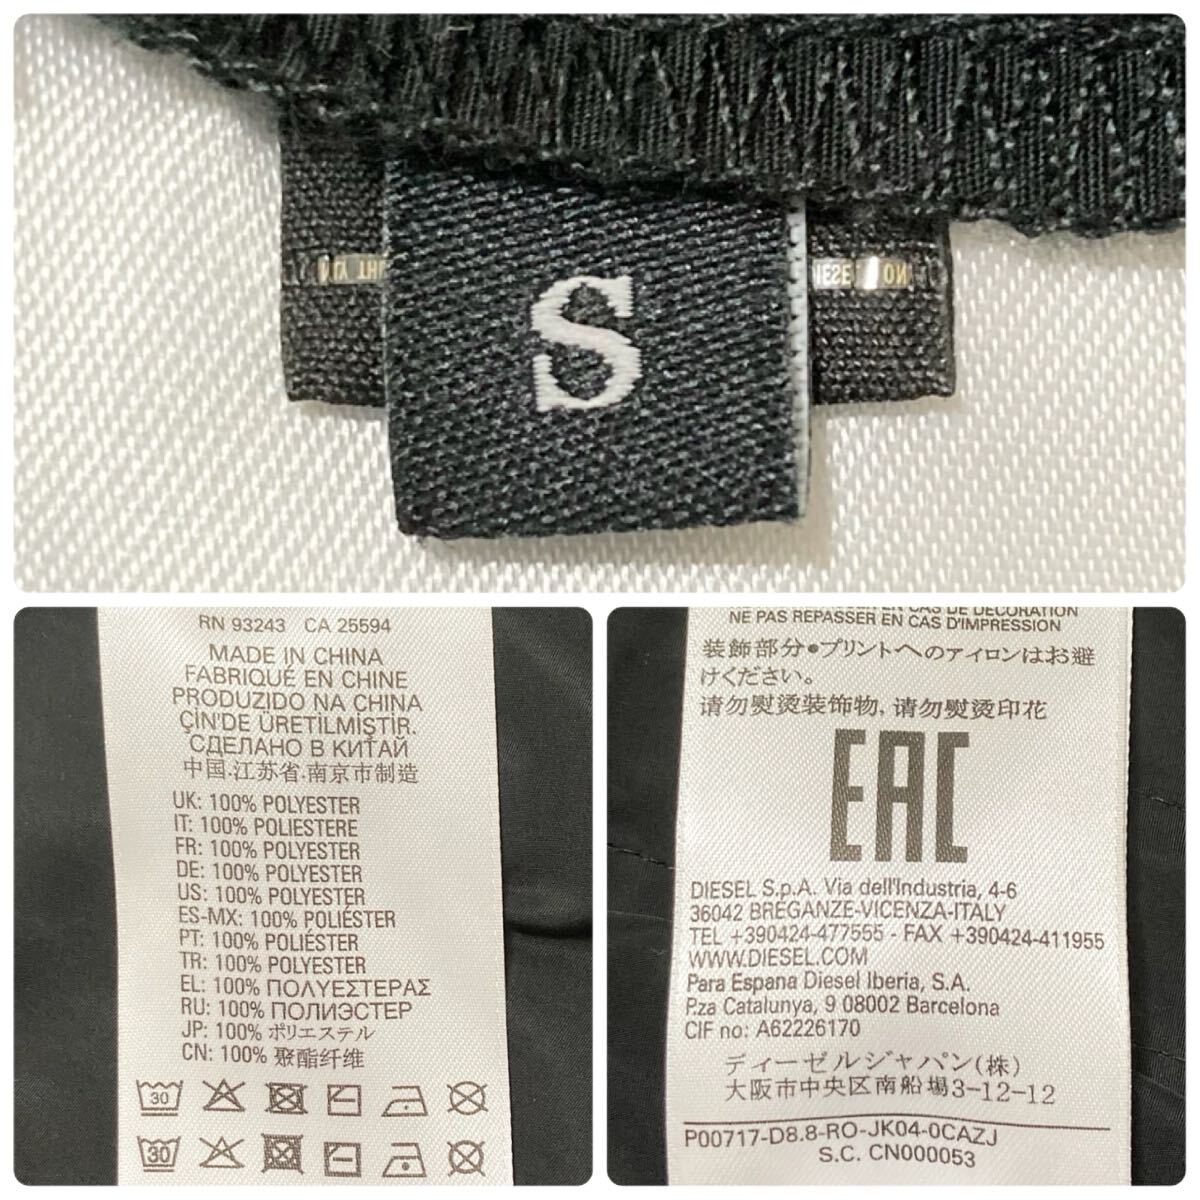 S
RN 93243 CA 25594
MADE IN CHINA
FABRIQUÉ EN CHINE
PRODUZIDO NA CHINA
ÇİN'DE ÜRETİLMİŞTİR.
СДЕЛАНО В КИТАЙ
中国.江苏省.南京市制造
UK: 100% POLYESTER
IT: 100% POLIESTERE
FR: 100% POLYESTER
DE: 100% POLYESTER
US: 100% POLYESTER
ES-MX: 100% POLIÉSTER
PT: 100% POLIÉSTER
TR: 100% POLYESTER
EL: 100% ΠΟΛΥΕΣΤΕΡΑΣ
RU: 100% ПОЛИЭСТЕР
JP: 100% ポリエステル
CN: 100% 聚酯纤维
30
30
NE PAS REPASSER EN CAS D'IMPRESSION
装飾部分●プリントへのアイロンはお避
けください。
请勿熨烫装饰物, 请勿熨烫印花
EAC
DIESEL S.p.A. Via dell'Industria, 4-6
36042 BREGANZE-VICENZA-ITALY
TEL +390424-477555 - FAX +390424-411955
WWW.DIESEL.COM
Para Espana Diesel Iberia, S.A.
P.za Catalunya, 9 08002 Barcelona
CIF no: A62226170
ディーゼルジャパン(株)
大阪市中央区南船場3-12-12
P00717-D8.8-RO-JK04-0CAZJ
S.C. CN000053